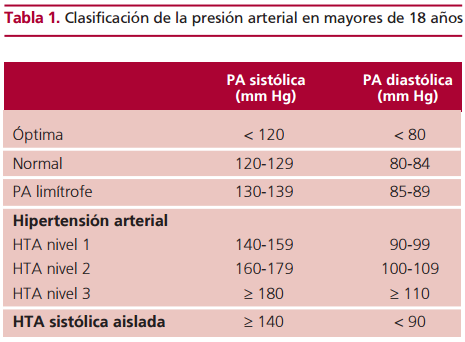 Tabla 1. Clasificación de la presión arterial en mayores de 18 años
PA sistólica (mm Hg) PA diastólica (mm Hg)
Óptima < 120 < 80
Normal 120-129 80-84
PA limítrofe 130-139 85-89
Hipertensión arterial
HTA nivel 1 140-159 90-99
HTA nivel 2 160-179 100-109
HTA nivel 3 ≥ 180 ≥ 110
HTA sistólica aislada ≥ 140 < 90